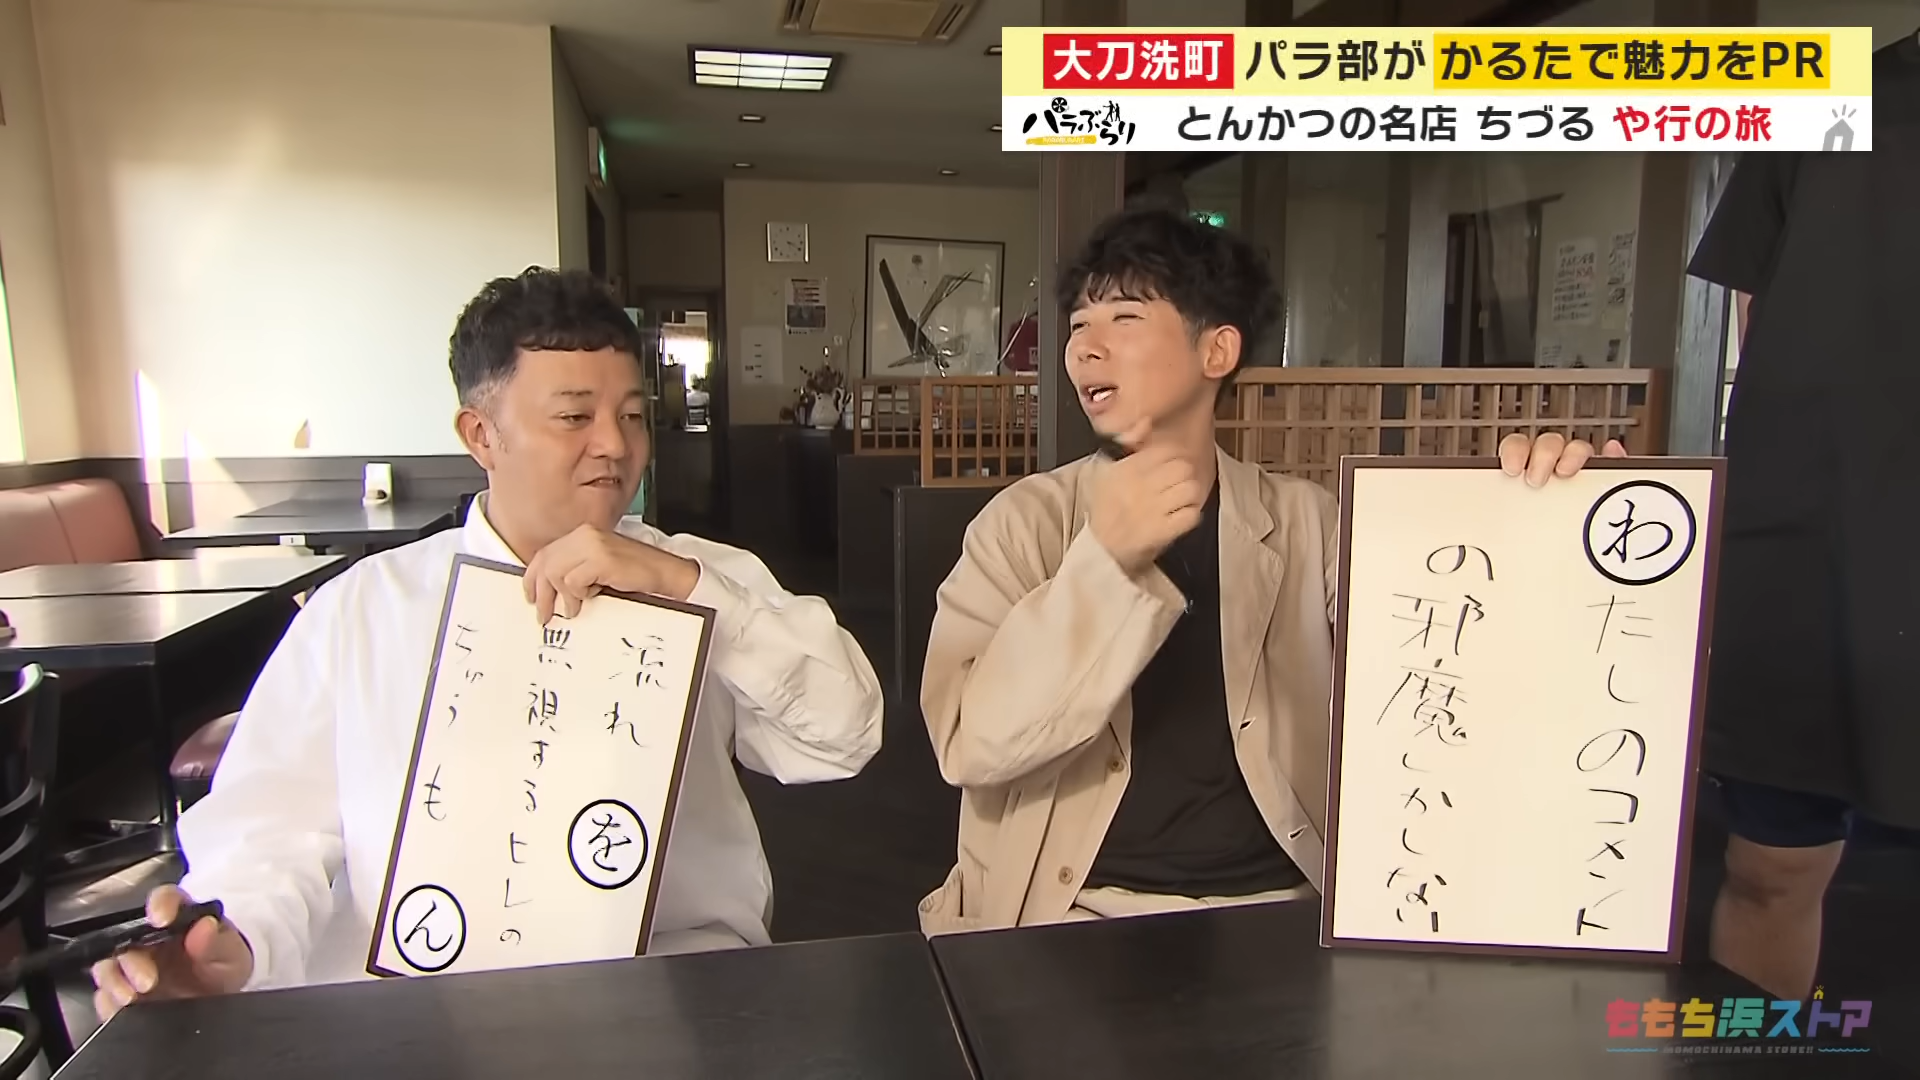 大刀洗町 パラ部が かるたで魅力をPR
パラぶらり とんかつの名店 ちづる や行の旅
わたしのコメント
の邪魔しかしない
流れを
無視するヒレの
ちゅうもん
ももち浜ストア
MOMOCHIHAMA STORE!!